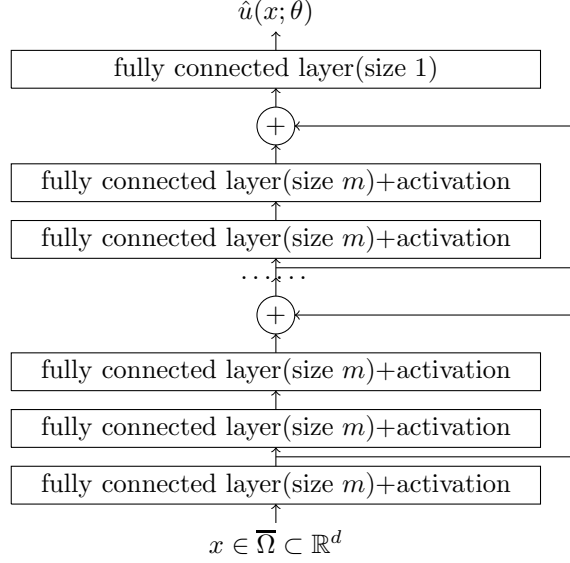 û(x; θ)
fully connected layer(size 1)
+
fully connected layer(size m)+activation
fully connected layer(size m)+activation
......
+
fully connected layer(size m)+activation
fully connected layer(size m)+activation
fully connected layer(size m)+activation
x ∈ Ω̅ ⊂ ℝᵈ